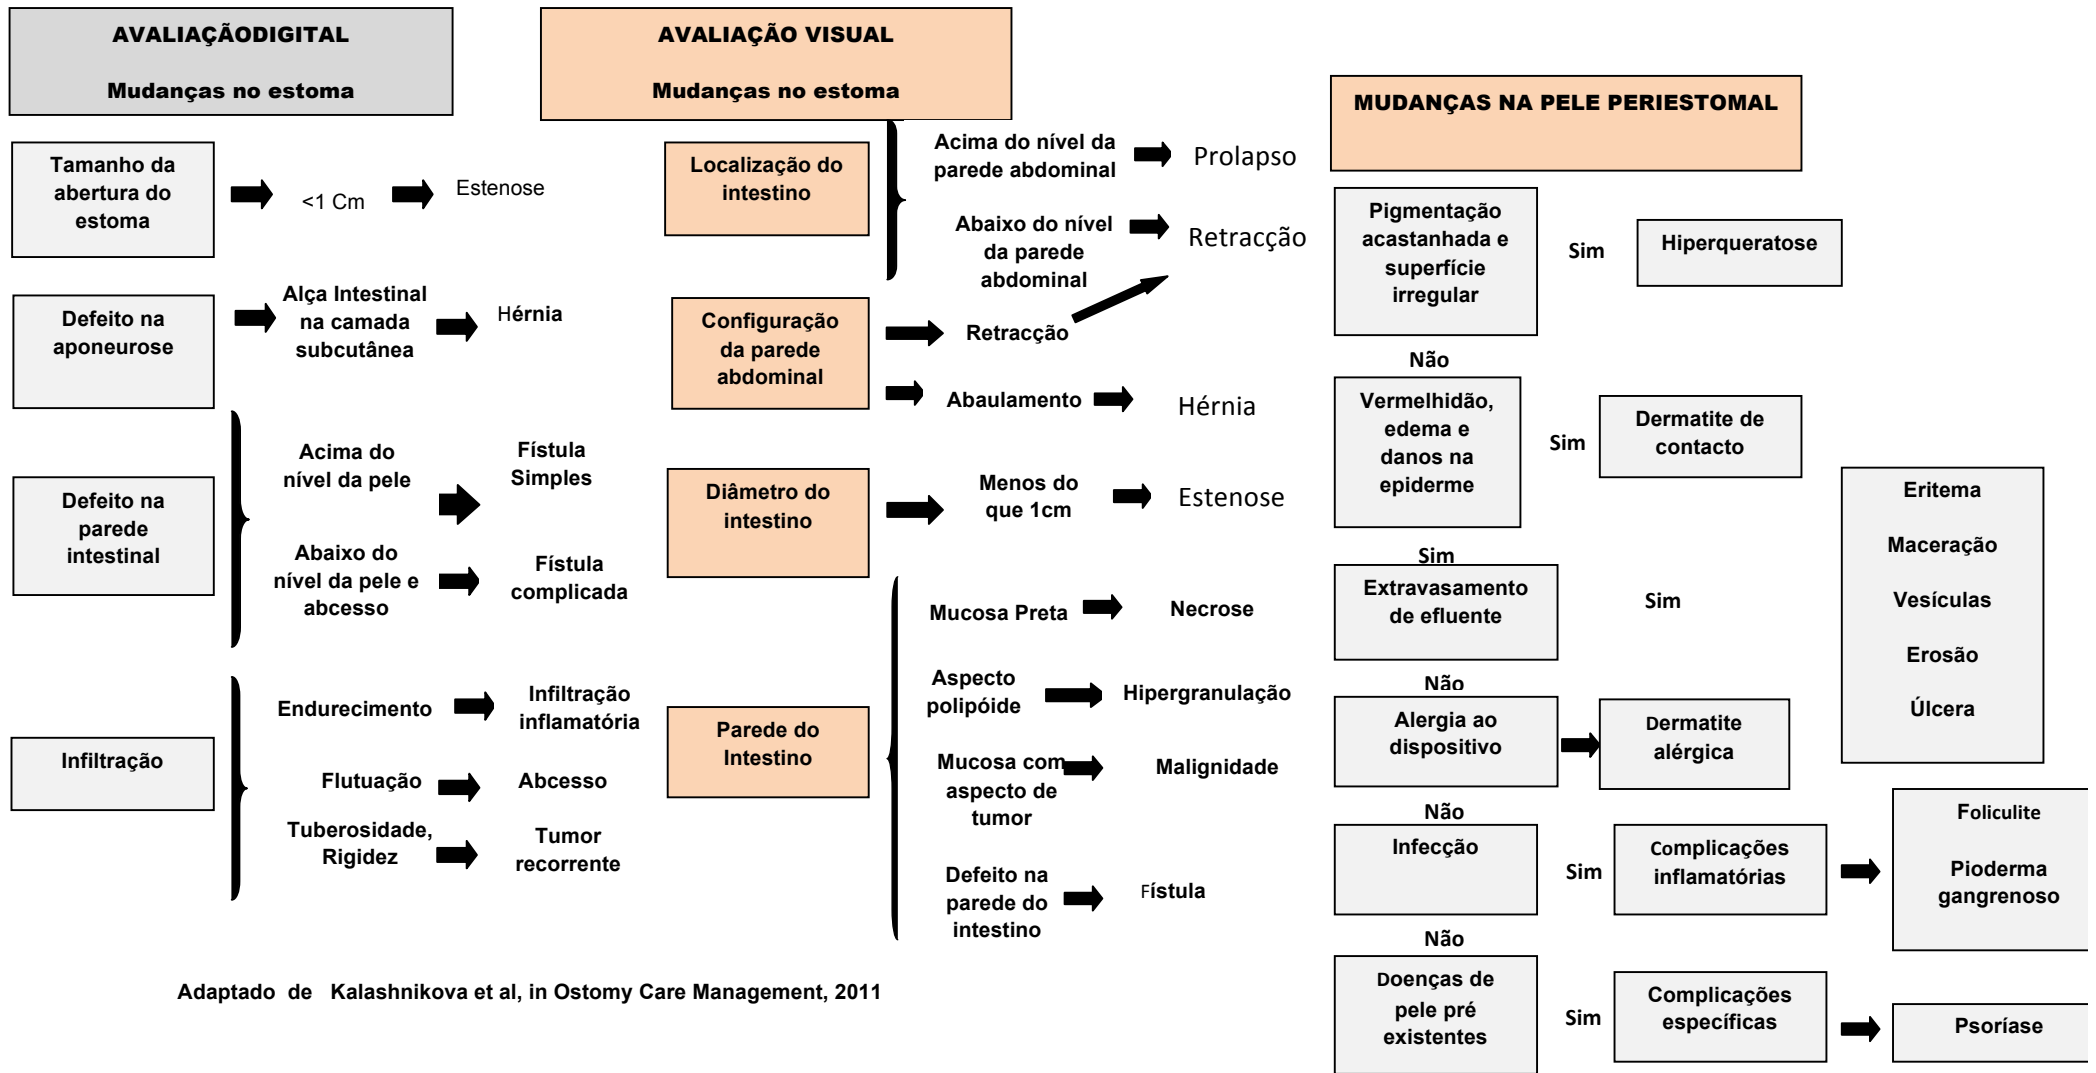 AVALIAÇÃODIGITAL
Mudanças no estoma
Tamanho da
abertura do
estoma
<1 Cm
Estenose
Defeito na
aponeurose
Alça Intestinal
na camada
subcutânea
Hérnia
Defeito na
parede
intestinal
Acima do
nível da pele
Fístula
Simples
Abaixo do
nível da pele e
abcesso
Fístula
complicada
Infiltração
Endurecimento
Infiltração
inflamatória
Flutuação
Abcesso
Tuberosidade,
Rigidez
Tumor
recorrente
AVALIAÇÃO VISUAL
Mudanças no estoma
Localização do
intestino
Acima do nível da
parede abdominal
Prolapso
Abaixo do nível
da parede
abdominal
Retracção
Configuração
da parede
abdominal
Retracção
Abaulamento
Hérnia
Diâmetro do
intestino
Menos do
que 1cm
Estenose
Parede do
Intestino
Mucosa Preta
Necrose
Aspecto
polipóide
Hipergranulação
Mucosa com
aspecto de
tumor
Malignidade
Defeito na
parede do
intestino
Fístula
MUDANÇAS NA PELE PERIESTOMAL
Pigmentação
acastanhada e
superfície
irregular
Sim
Hiperqueratose
Não
Vermelhidão,
edema e
danos na
epiderme
Sim
Dermatite de
contacto
Sim
Extravasamento
de efluente
Sim
Eritema
Maceração
Vesículas
Erosão
Úlcera
Não
Alergia ao
dispositivo
Dermatite
alérgica
Não
Infecção
Sim
Complicações
inflamatórias
Foliculite
Pioderma
gangrenoso
Não
Doenças de
pele pré
existentes
Sim
Complicações
específicas
Psoríase
Adaptado de Kalashnikova et al, in Ostomy Care Management, 2011